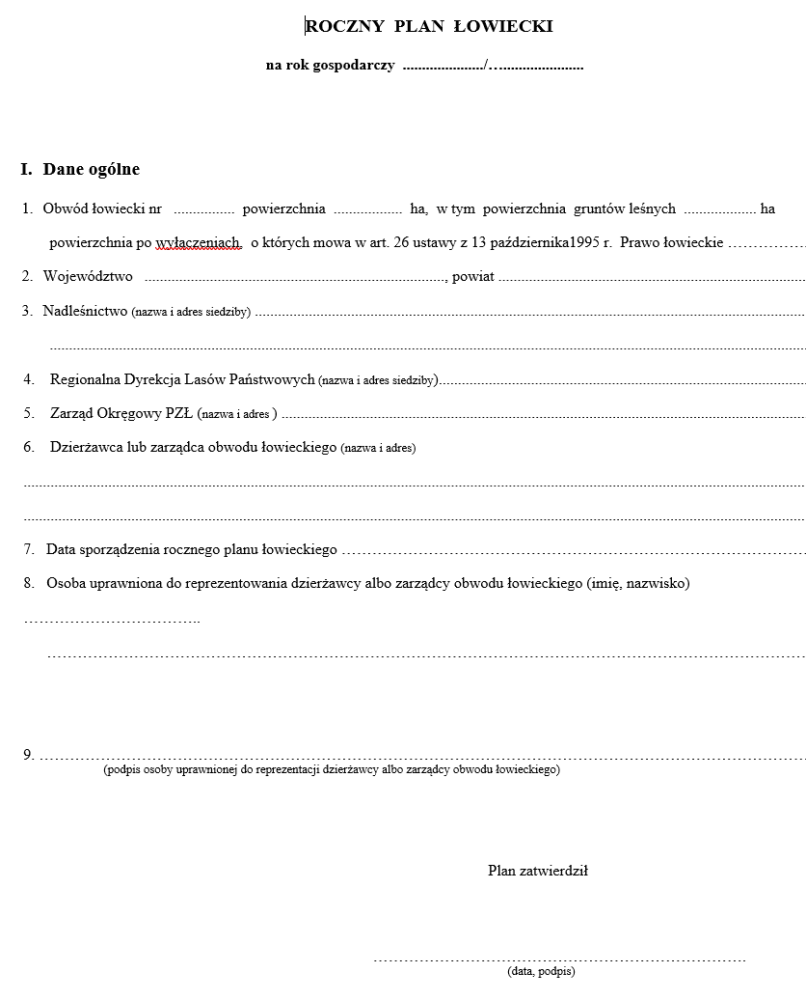 ROCZNY PLAN ŁOWIECKI
na rok gospodarczy ...................../…......................
I. Dane ogólne
1. Obwód łowiecki nr ................ powierzchnia .................. ha, w tym powierzchnia gruntów leśnych ................... ha
powierzchnia po wyłączeniach, o których mowa w art. 26 ustawy z 13 października1995 r. Prawo łowieckie ……………
2. Województwo ................................................................................, powiat ................................................................................
3. Nadleśnictwo (nazwa i adres siedziby) ................................................................................................
................................................................................................................................
4. Regionalna Dyrekcja Lasów Państwowych (nazwa i adres siedziby)................................................................
5. Zarząd Okręgowy PZŁ (nazwa i adres ) ................................................................................................
6. Dzierżawca lub zarządca obwodu łowieckiego (nazwa i adres)
................................................................................................................................
................................................................................................................................
7. Data sporządzenia rocznego planu łowieckiego ………………………………………………………
8. Osoba uprawniona do reprezentowania dzierżawcy albo zarządcy obwodu łowieckiego (imię, nazwisko)
……………………………..
………………………………………………………………………………………………………
9. ………………………………………………………………………………………………………
(podpis osoby uprawnionej do reprezentacji dzierżawcy albo zarządcy obwodu łowieckiego)
Plan zatwierdził
………………………………………………………………
(data, podpis)